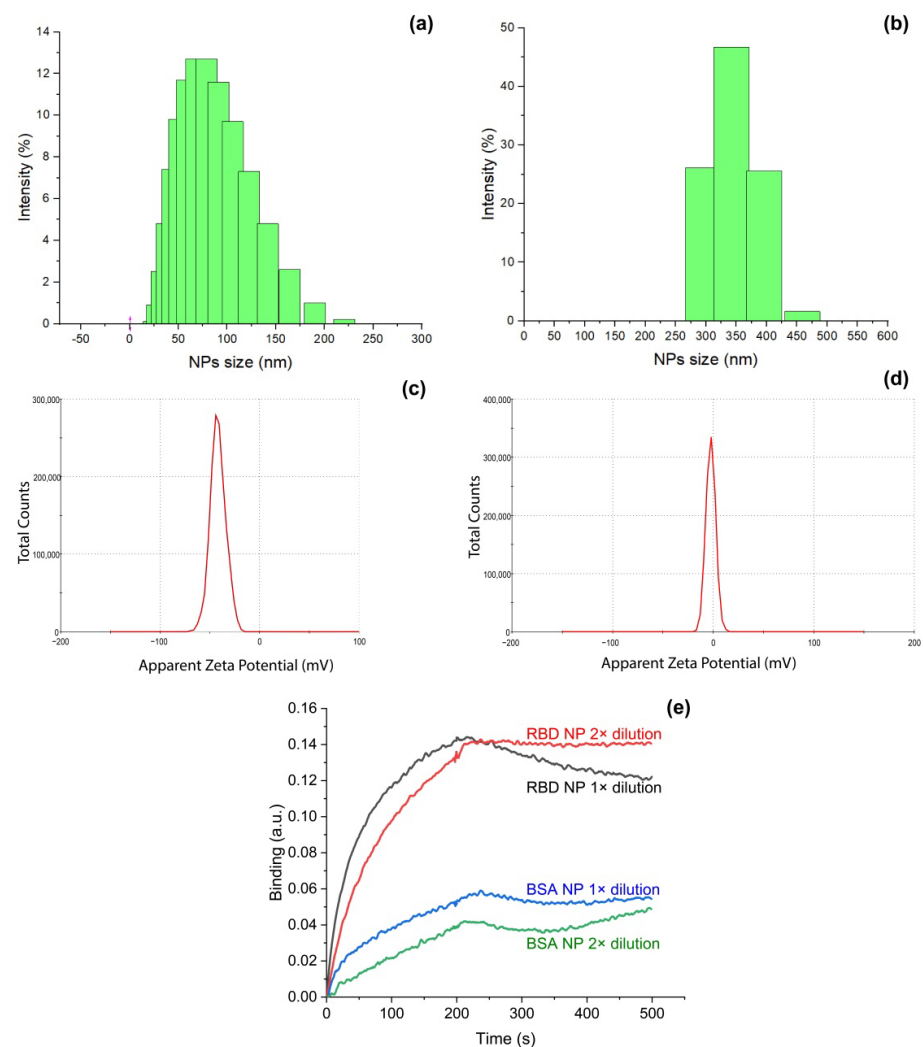 (a)
14
12
10
8
6
4
2
0
Intensity (%)
-50 0 50 100 150 200 250 300
NPs size (nm)
(b)
50
40
30
20
10
0
Intensity (%)
0 50 100 150 200 250 300 350 400 450 500 550 600
NPs size (nm)
(c)
300,000
200,000
100,000
0
Total Counts
−200 −100 0 100
Apparent Zeta Potential (mV)
(d)
400,000
300,000
200,000
100,000
0
Total Counts
−200 −100 0 100 200
Apparent Zeta Potential (mV)
(e)
0.16
0.14
0.12
0.10
0.08
0.06
0.04
0.02
0.00
Binding (a.u.)
RBD NP 2× dilution
RBD NP 1× dilution
BSA NP 1× dilution
BSA NP 2× dilution
0 100 200 300 400 500
Time (s)